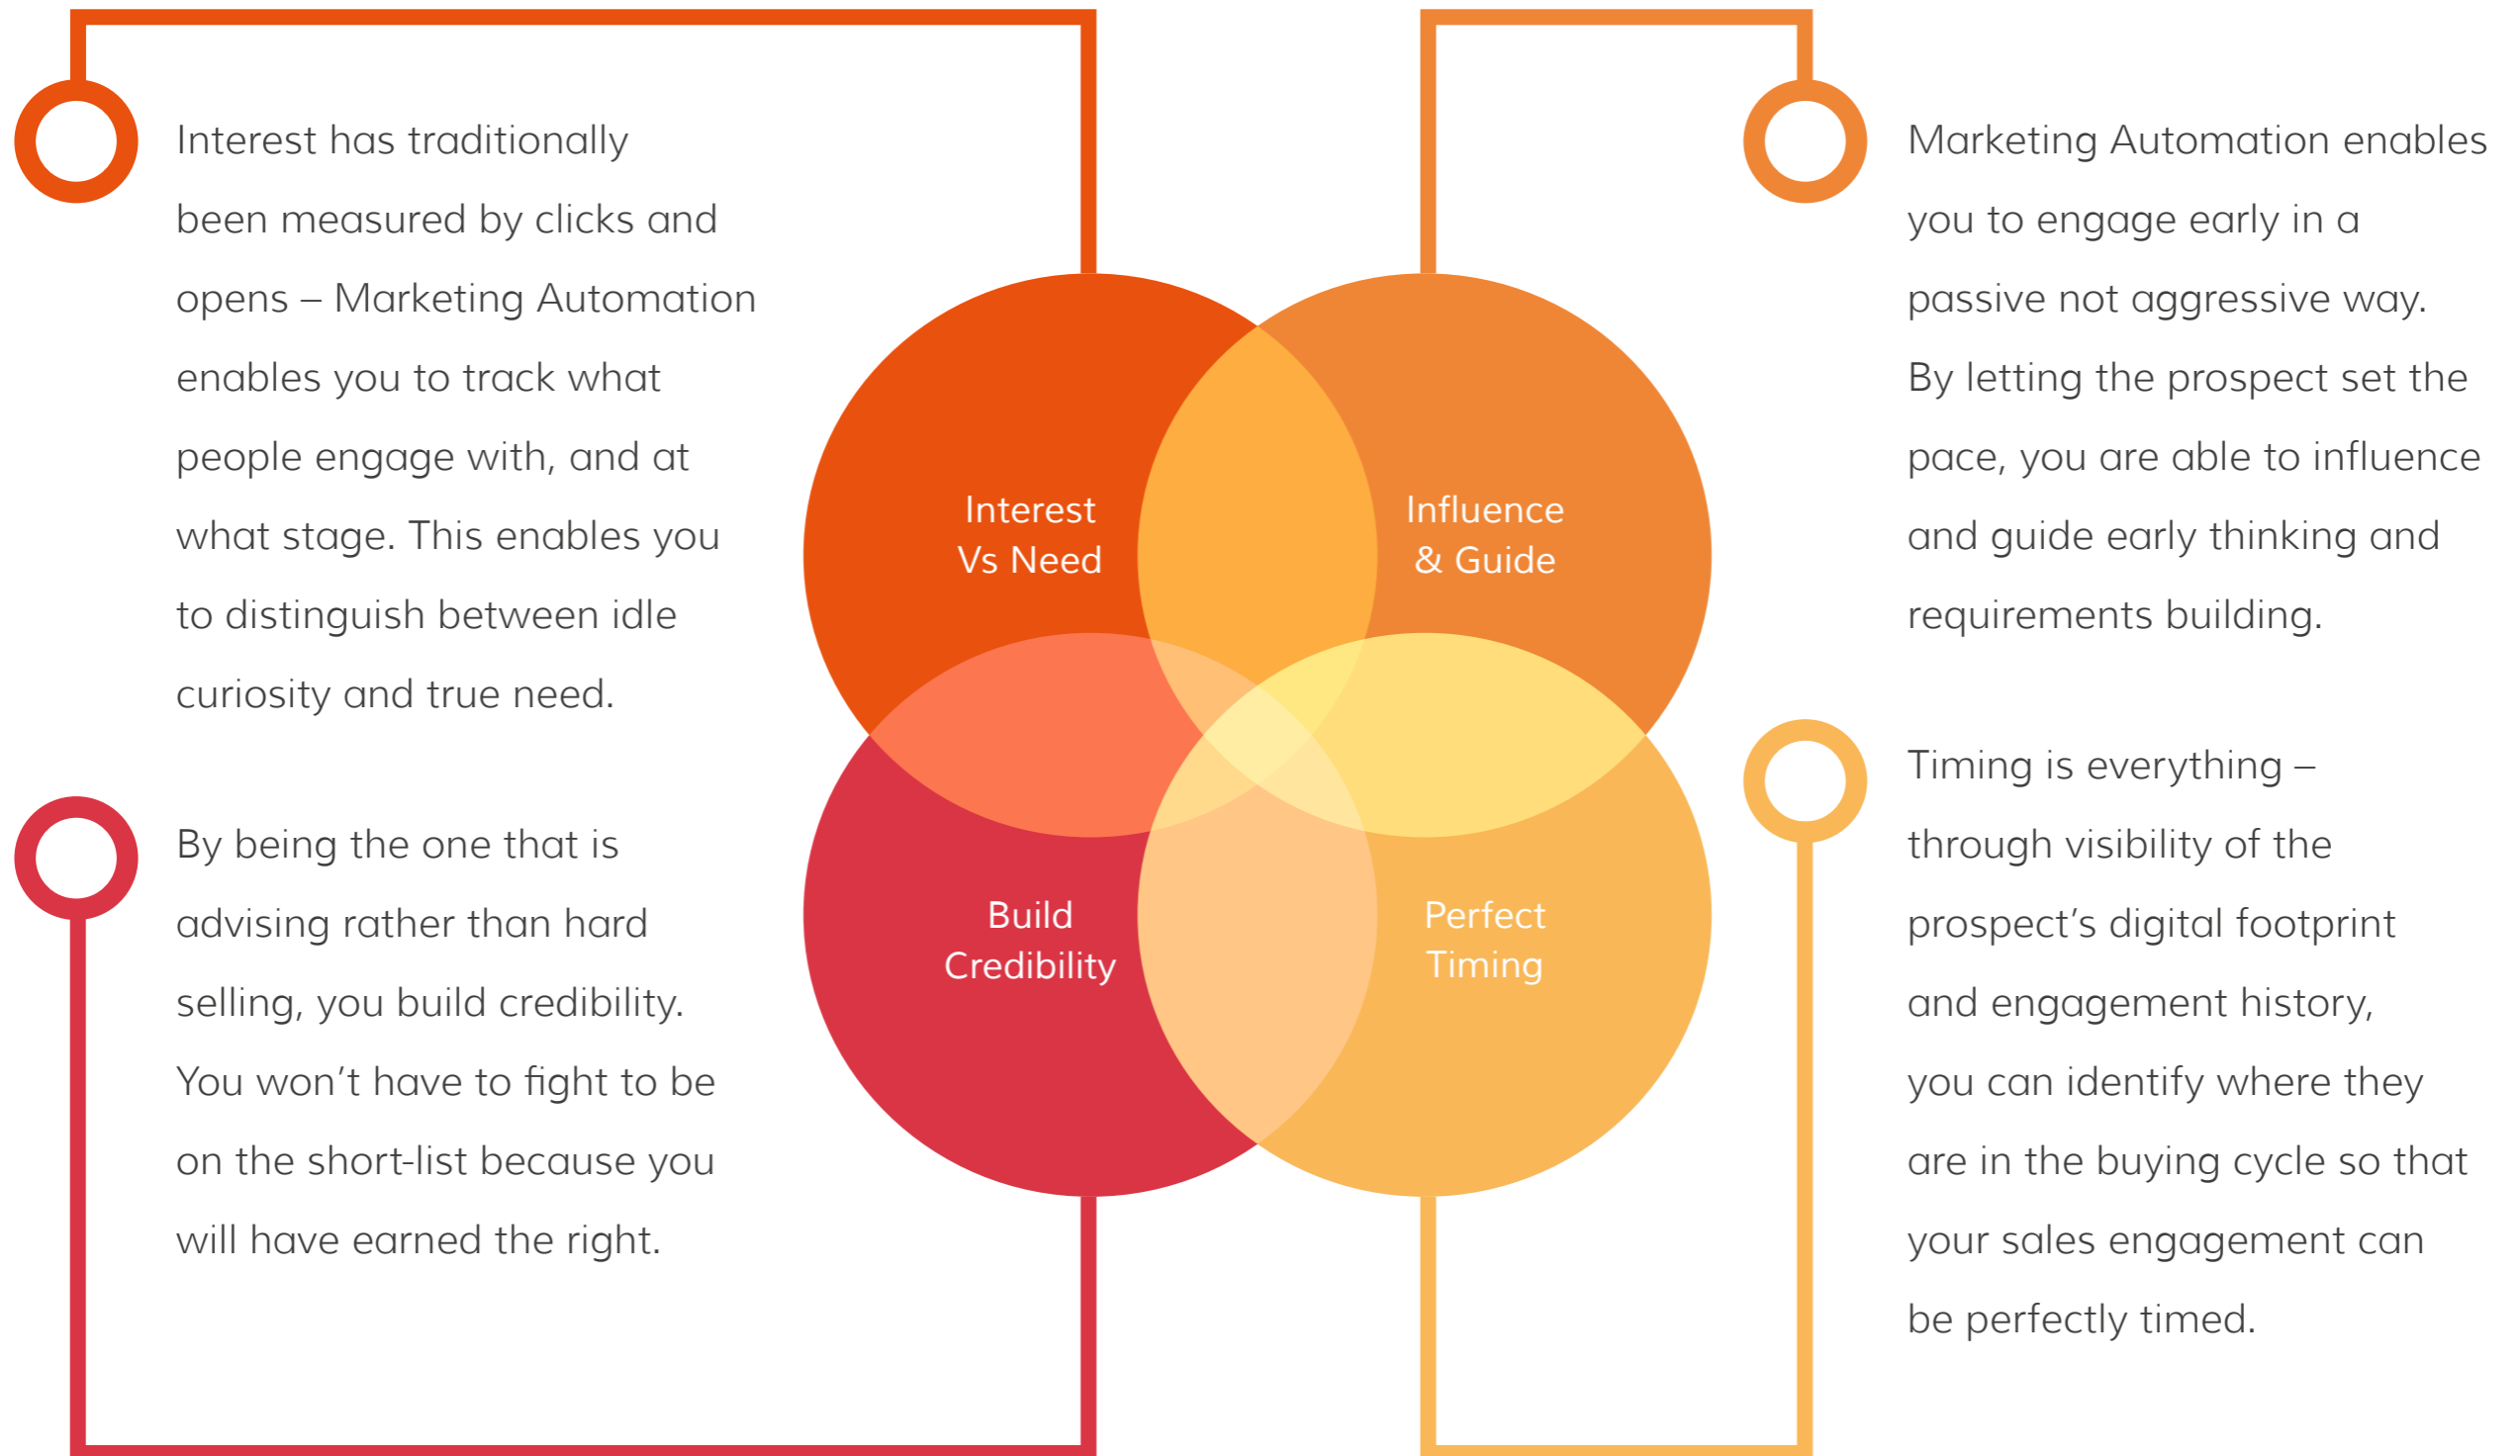 Interest has traditionally
been measured by clicks and
opens – Marketing Automation
enables you to track what
people engage with, and at
what stage. This enables you
to distinguish between idle
curiosity and true need.
By being the one that is
advising rather than hard
selling, you build credibility.
You won’t have to fight to be
on the short-list because you
will have earned the right.
Interest
Vs Need
Influence
& Guide
Build
Credibility
Perfect
Timing
Marketing Automation enables
you to engage early in a
passive not aggressive way.
By letting the prospect set the
pace, you are able to influence
and guide early thinking and
requirements building.
Timing is everything –
through visibility of the
prospect’s digital footprint
and engagement history,
you can identify where they
are in the buying cycle so that
your sales engagement can
be perfectly timed.